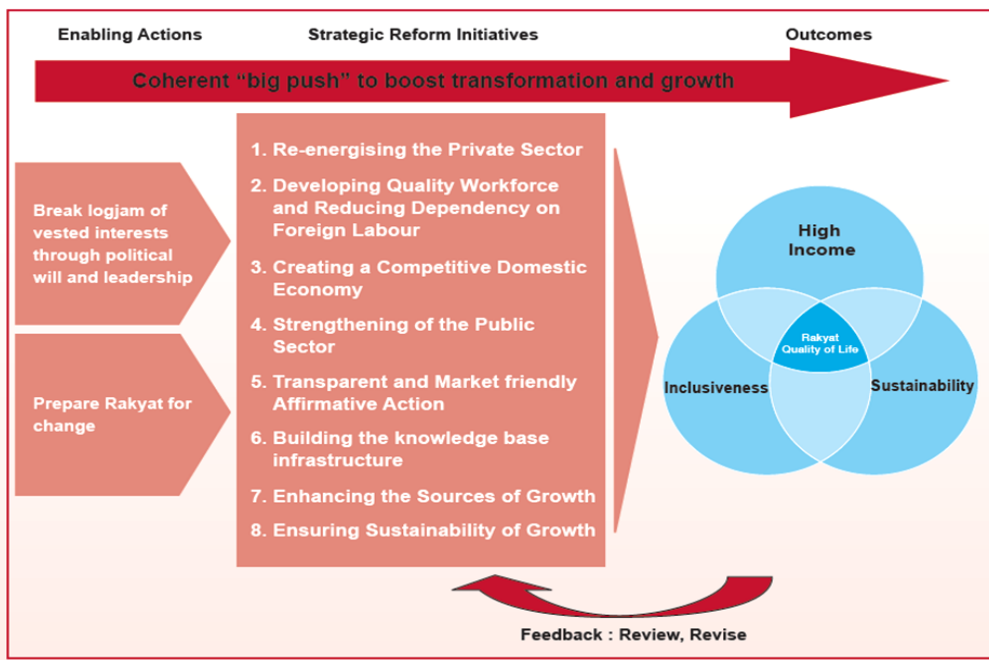 Enabling Actions
Strategic Reform Initiatives
Outcomes
Coherent “big push” to boost transformation and growth
Break logjam of
vested interests
through political
will and leadership
Prepare Rakyat for
change
1. Re-energising the Private Sector
2. Developing Quality Workforce
and Reducing Dependency on
Foreign Labour
3. Creating a Competitive Domestic
Economy
4. Strengthening of the Public
Sector
5. Transparent and Market friendly
Affirmative Action
6. Building the knowledge base
infrastructure
7. Enhancing the Sources of Growth
8. Ensuring Sustainability of Growth
High
Income
Rakyat
Quality of Life
Inclusiveness
Sustainability
Feedback : Review, Revise